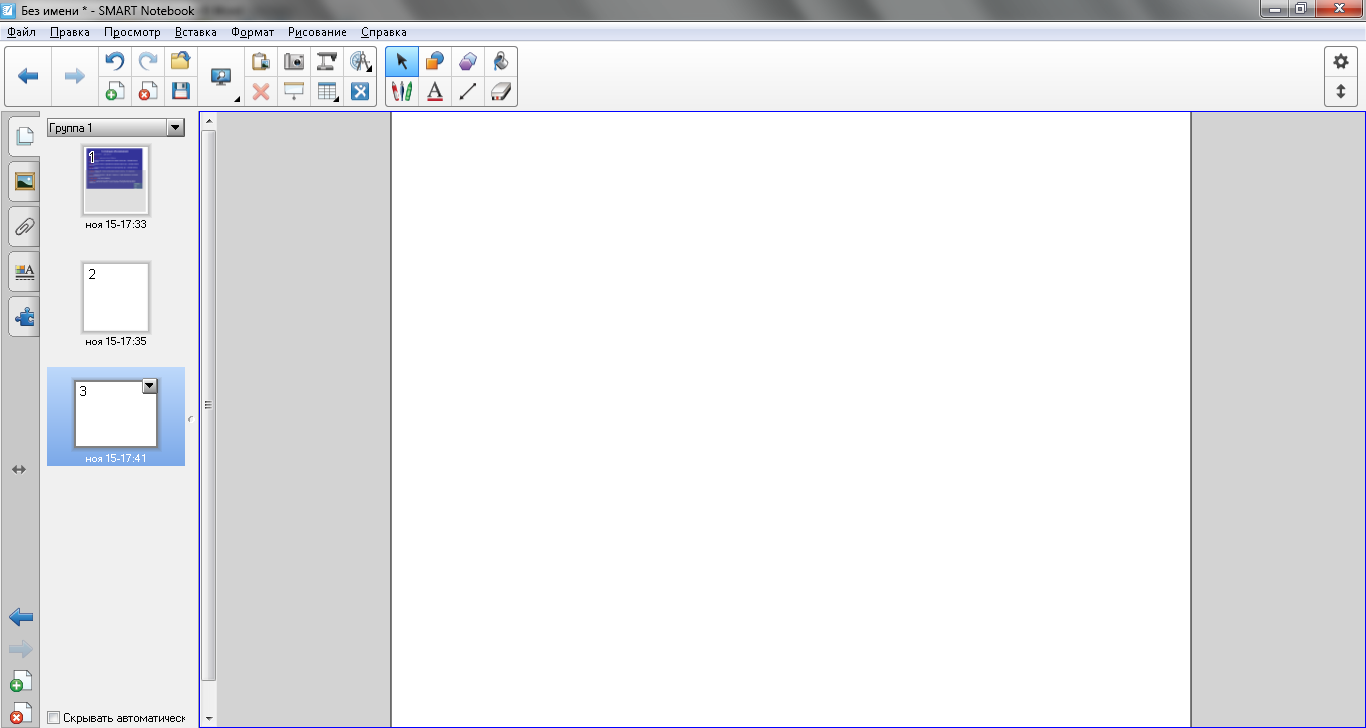 Без имени * - SMART Notebook
Файл Правка Просмотр Вставка Формат Рисование Справка
Группа 1
1
ноя 15-17:33
2
ноя 15-17:35
3
ноя 15-17:41
Скрывать автоматическ